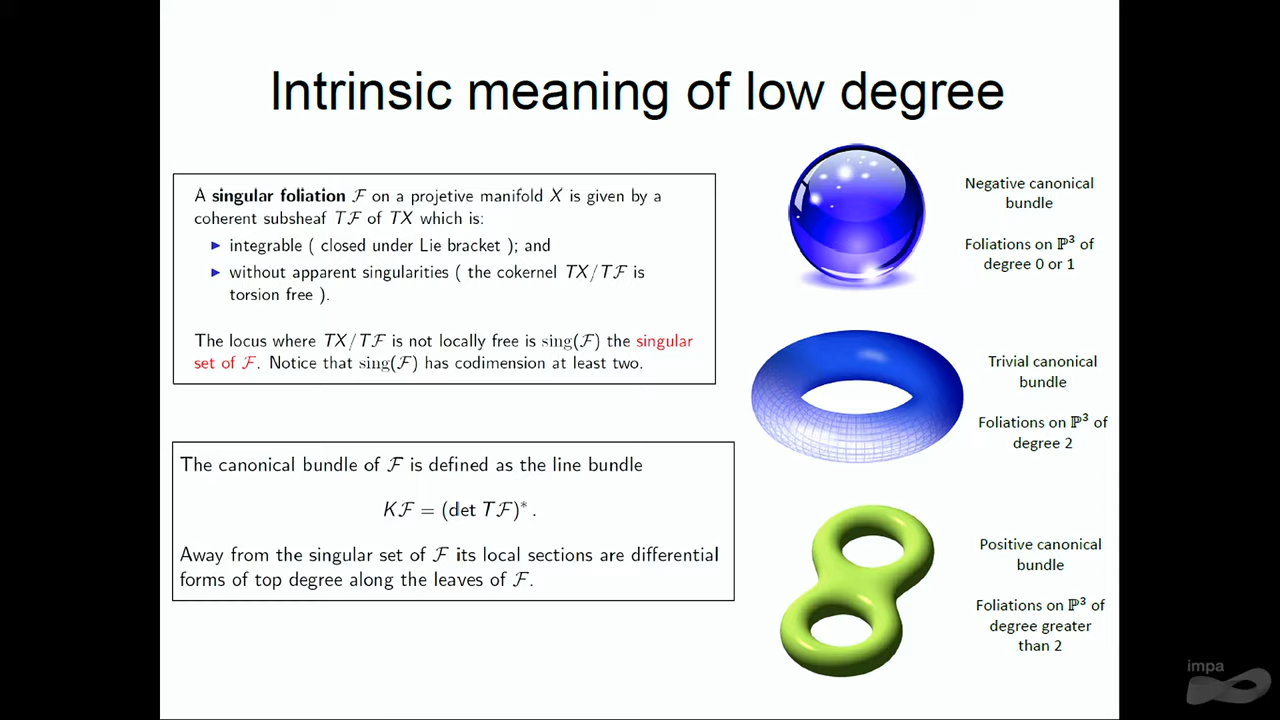 Intrinsic meaning of low degree
A singular foliation ℱ on a projetive manifold X is given by a
coherent subsheaf Tℱ of TX which is:
▶ integrable ( closed under Lie bracket ); and
▶ without apparent singularities ( the cokernel TX/Tℱ is
torsion free ).
The locus where TX/Tℱ is not locally free is sing(ℱ) the singular
set of ℱ. Notice that sing(ℱ) has codimension at least two.
The canonical bundle of ℱ is defined as the line bundle
Kℱ = (det Tℱ)* .
Away from the singular set of ℱ its local sections are differential
forms of top degree along the leaves of ℱ.
Negative canonical
bundle
Foliations on ℙ³ of
degree 0 or 1
Trivial canonical
bundle
Foliations on ℙ³ of
degree 2
Positive canonical
bundle
Foliations on ℙ³ of
degree greater
than 2
impa